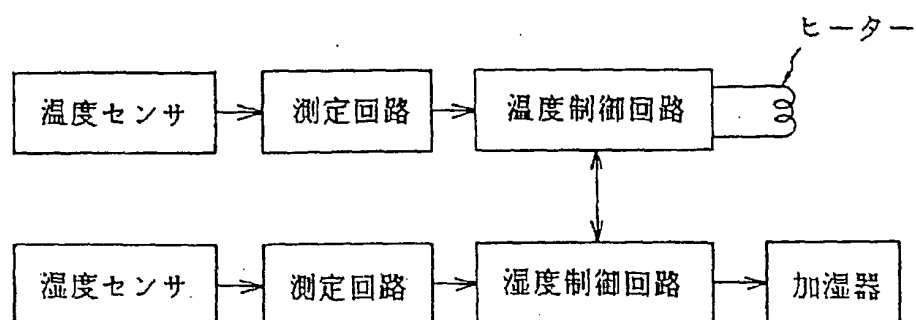 ヒーター
温度センサ
測定回路
温度制御回路
湿度センサ
測定回路
湿度制御回路
加湿器